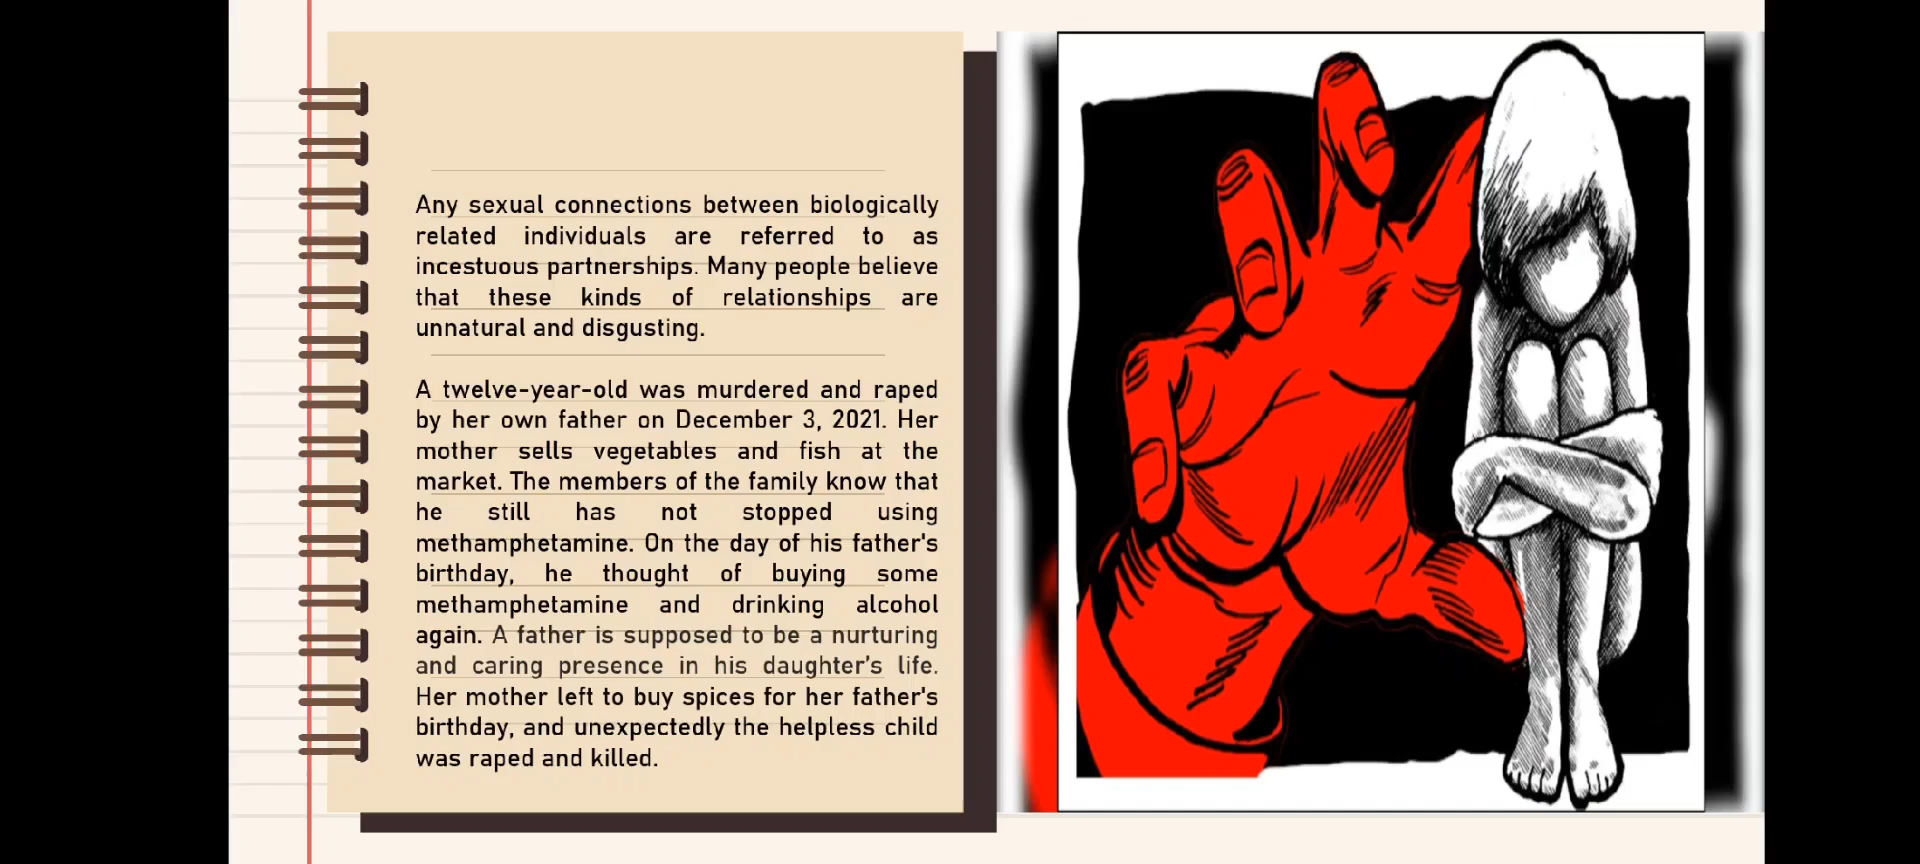 Any sexual connections between biologically
related individuals are referred to as
incestuous partnerships. Many people believe
that these kinds of relationships are
unnatural and disgusting.
A twelve-year-old was murdered and raped
by her own father on December 3, 2021. Her
mother sells vegetables and fish at the
market. The members of the family know that
he still has not stopped using
methamphetamine. On the day of his father's
birthday, he thought of buying some
methamphetamine and drinking alcohol
again. A father is supposed to be a nurturing
and caring presence in his daughter's life.
Her mother left to buy spices for her father's
birthday, and unexpectedly the helpless child
was raped and killed.